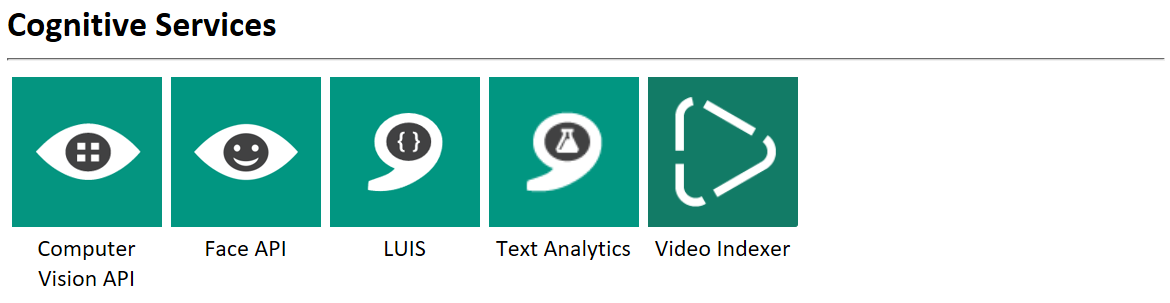 Cognitive Services
Computer
Vision API
Face API
LUIS
Text Analytics
Video Indexer